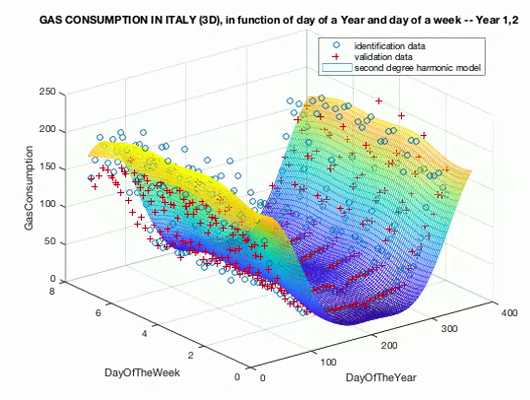 GAS CONSUMPTION IN ITALY (3D), in function of day of a Year and day of a week -- Year 1,2
identification data
validation data
second degree harmonic model
250
200
150
100
50
0
GasConsumption
8
6
4
2
0
DayOfTheWeek
0
100
200
300
400
DayOfTheYear